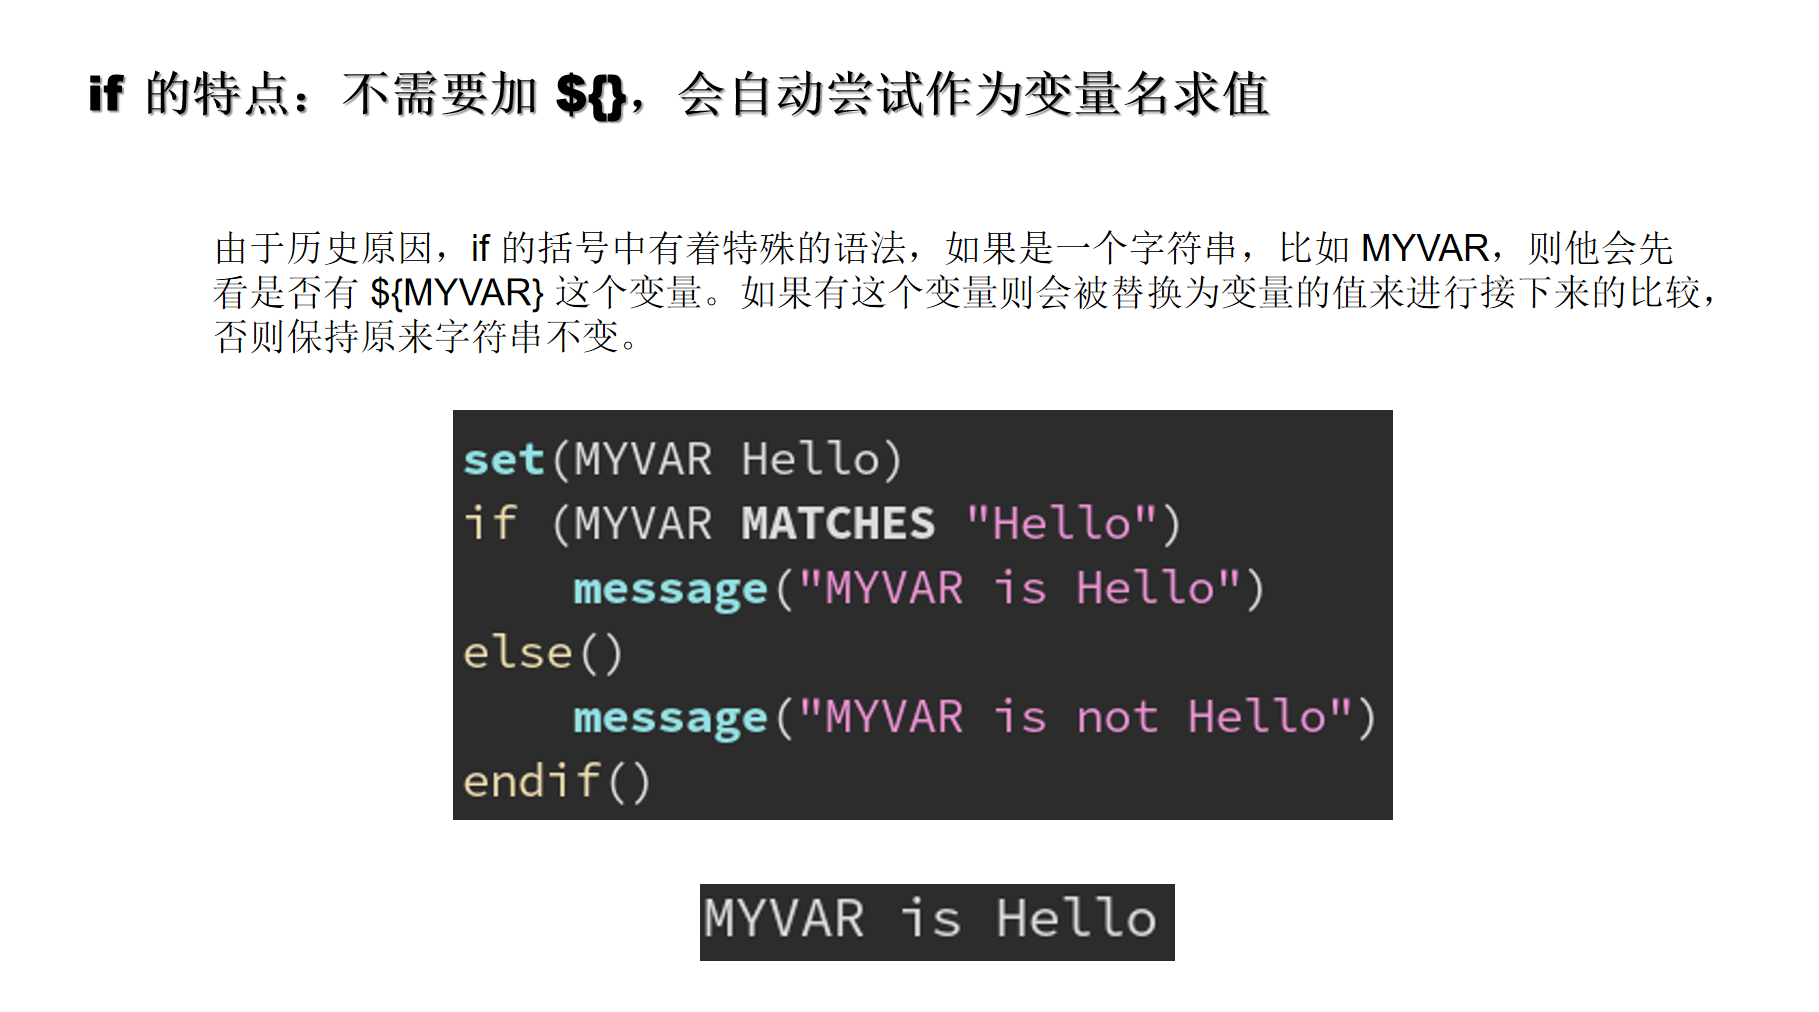 if 的特点：不需要加 ${}，会自动尝试作为变量名求值
由于历史原因，if 的括号中有着特殊的语法，如果是一个字符串，比如 MYVAR，则他会先
看是否有 ${MYVAR} 这个变量。如果有这个变量则会被替换为变量的值来进行接下来的比较，
否则保持原来字符串不变。
set(MYVAR Hello)
if (MYVAR MATCHES "Hello")
    message("MYVAR is Hello")
else()
    message("MYVAR is not Hello")
endif()
MYVAR is Hello